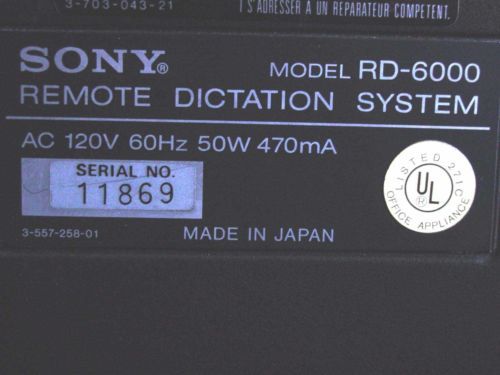 3-703-043-21
S'ADRESSER A UN REPARATEUR COMPETENT.
SONY®
MODEL RD-6000
REMOTE DICTATION SYSTEM
AC 120V 60Hz 50W 470mA
SERIAL NO.
11869
LISTED 271C
UL®
OFFICE APPLIANCE
3-557-258-01
MADE IN JAPAN